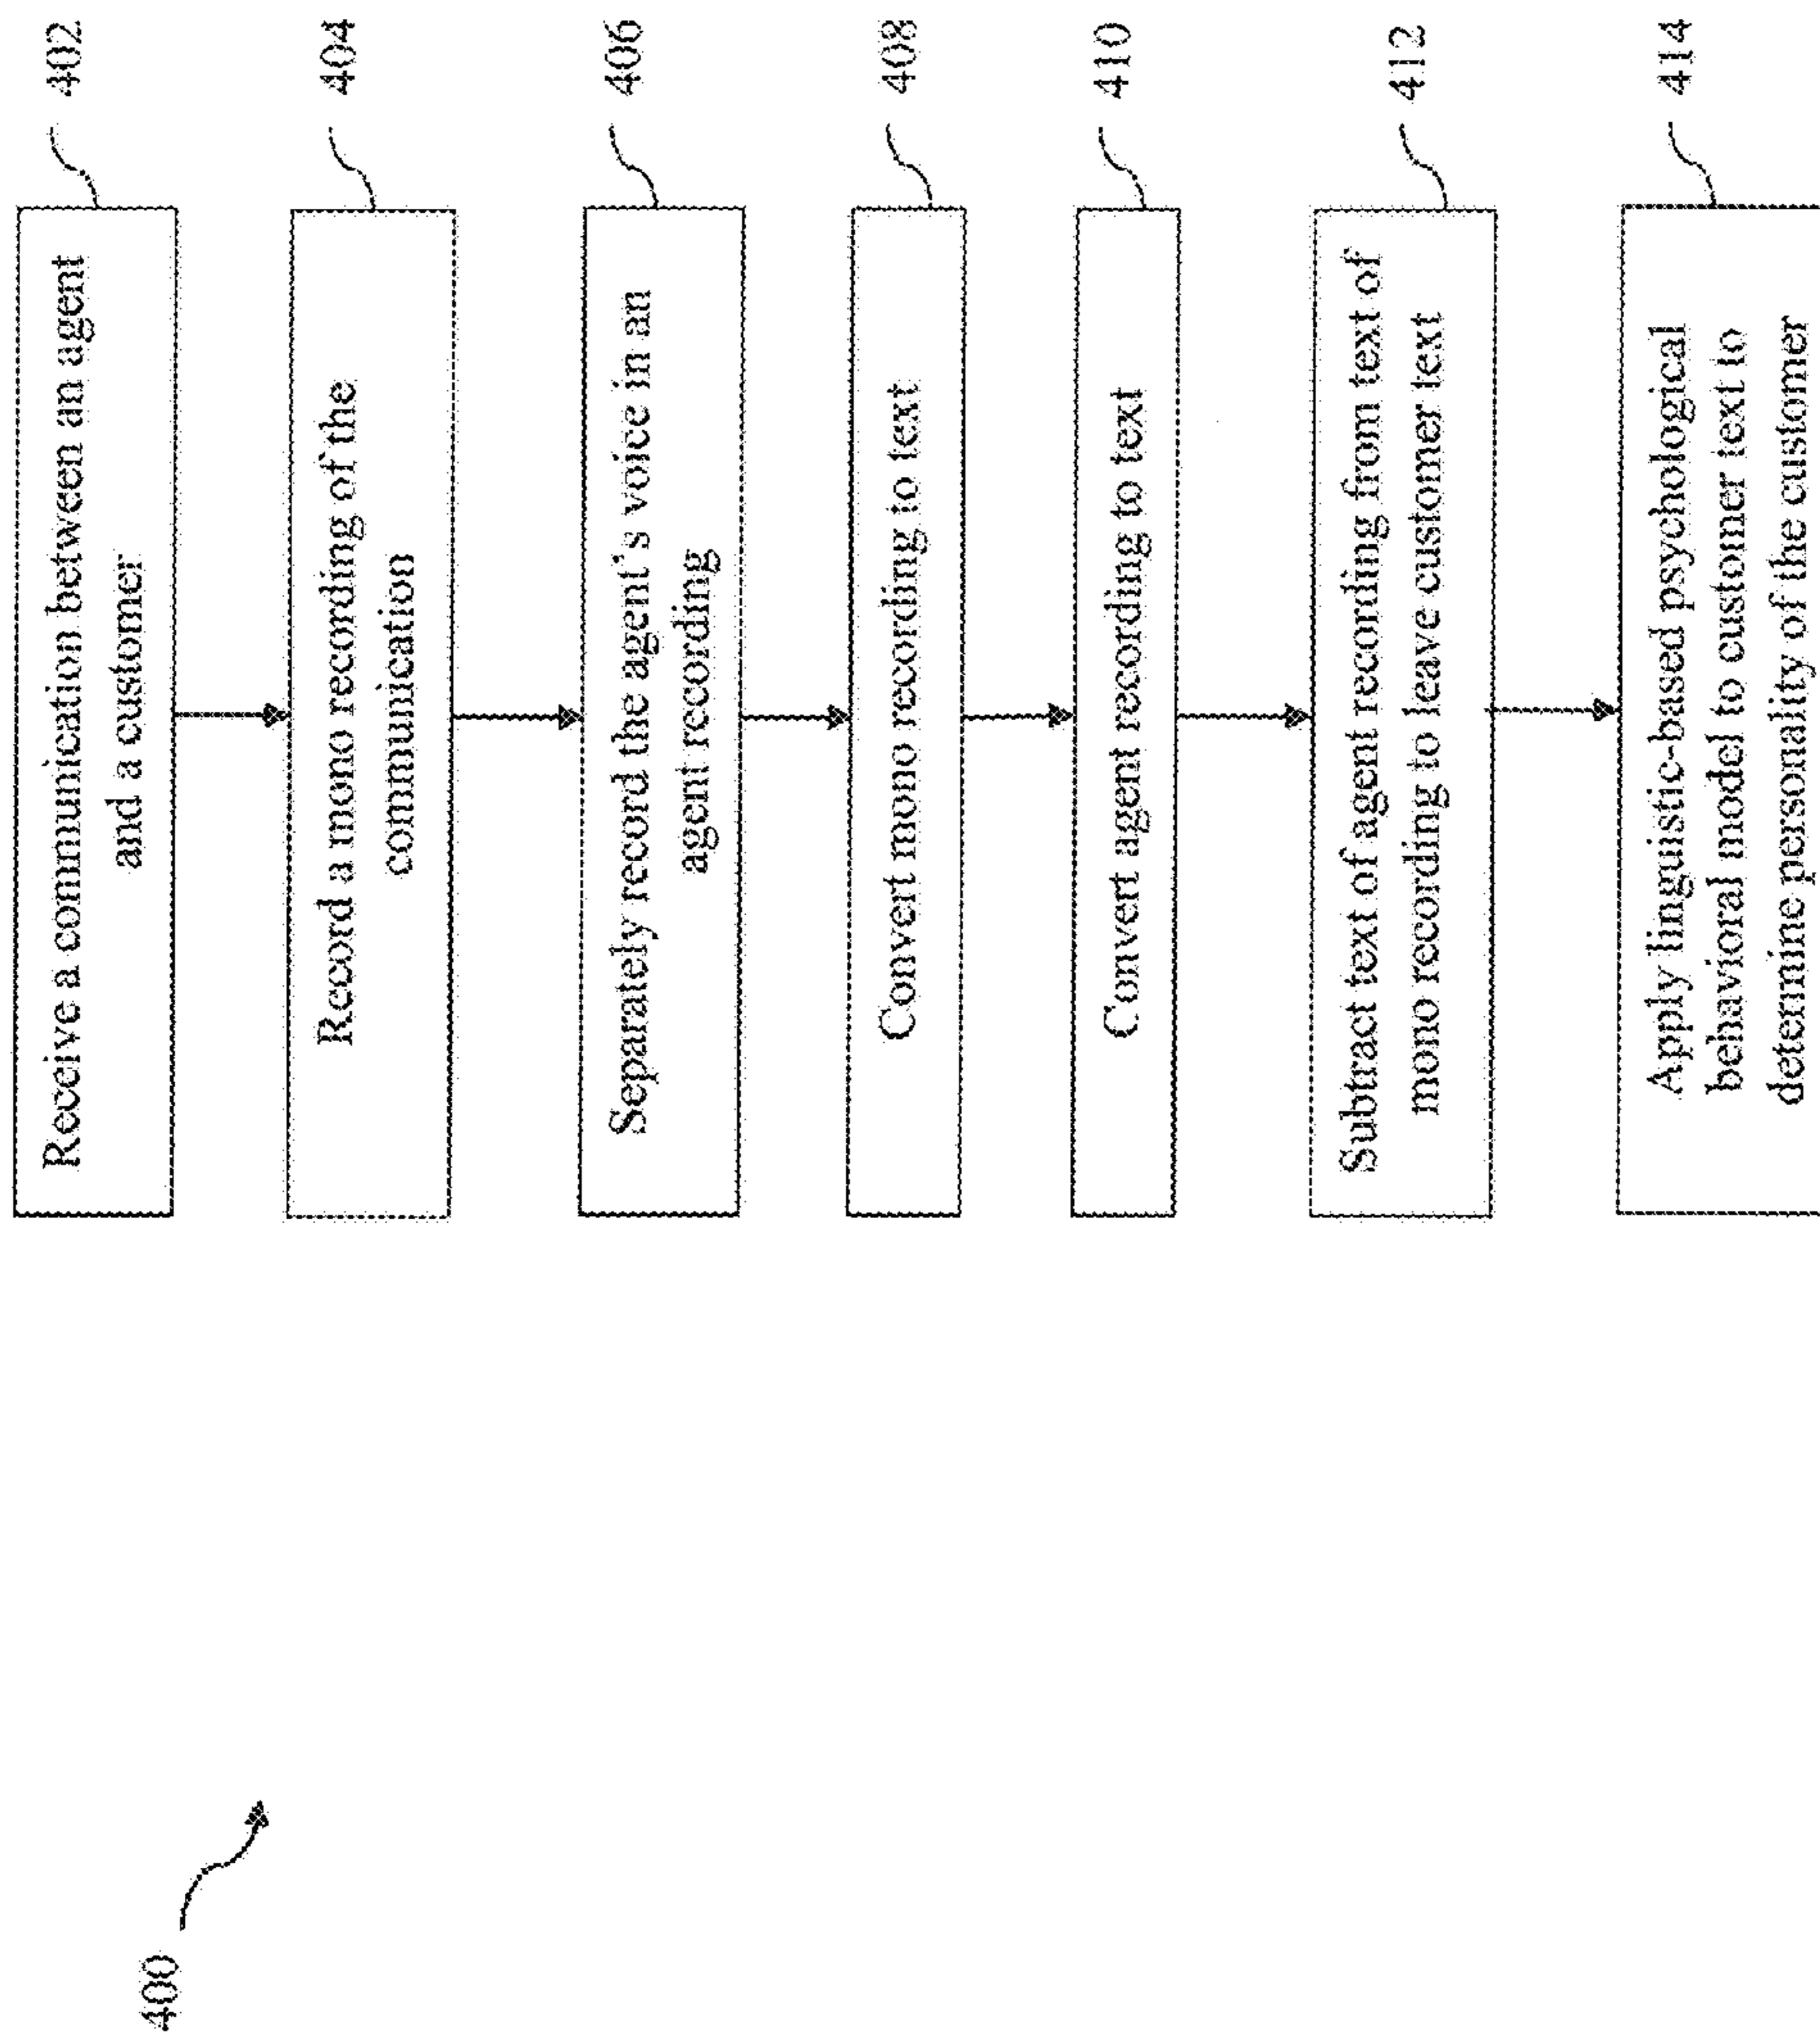 400
Receive a communication between an agent
and a customer
402
Record a mono recording of the
communication
404
Separately record the agent's voice in an
agent recording
406
Convert mono recording to text
408
Convert agent recording to text
410
Subtract text of agent recording from text of
mono recording to leave customer text
412
Apply linguistic-based psychological
behavioral model to customer text to
determine personality of the customer
414